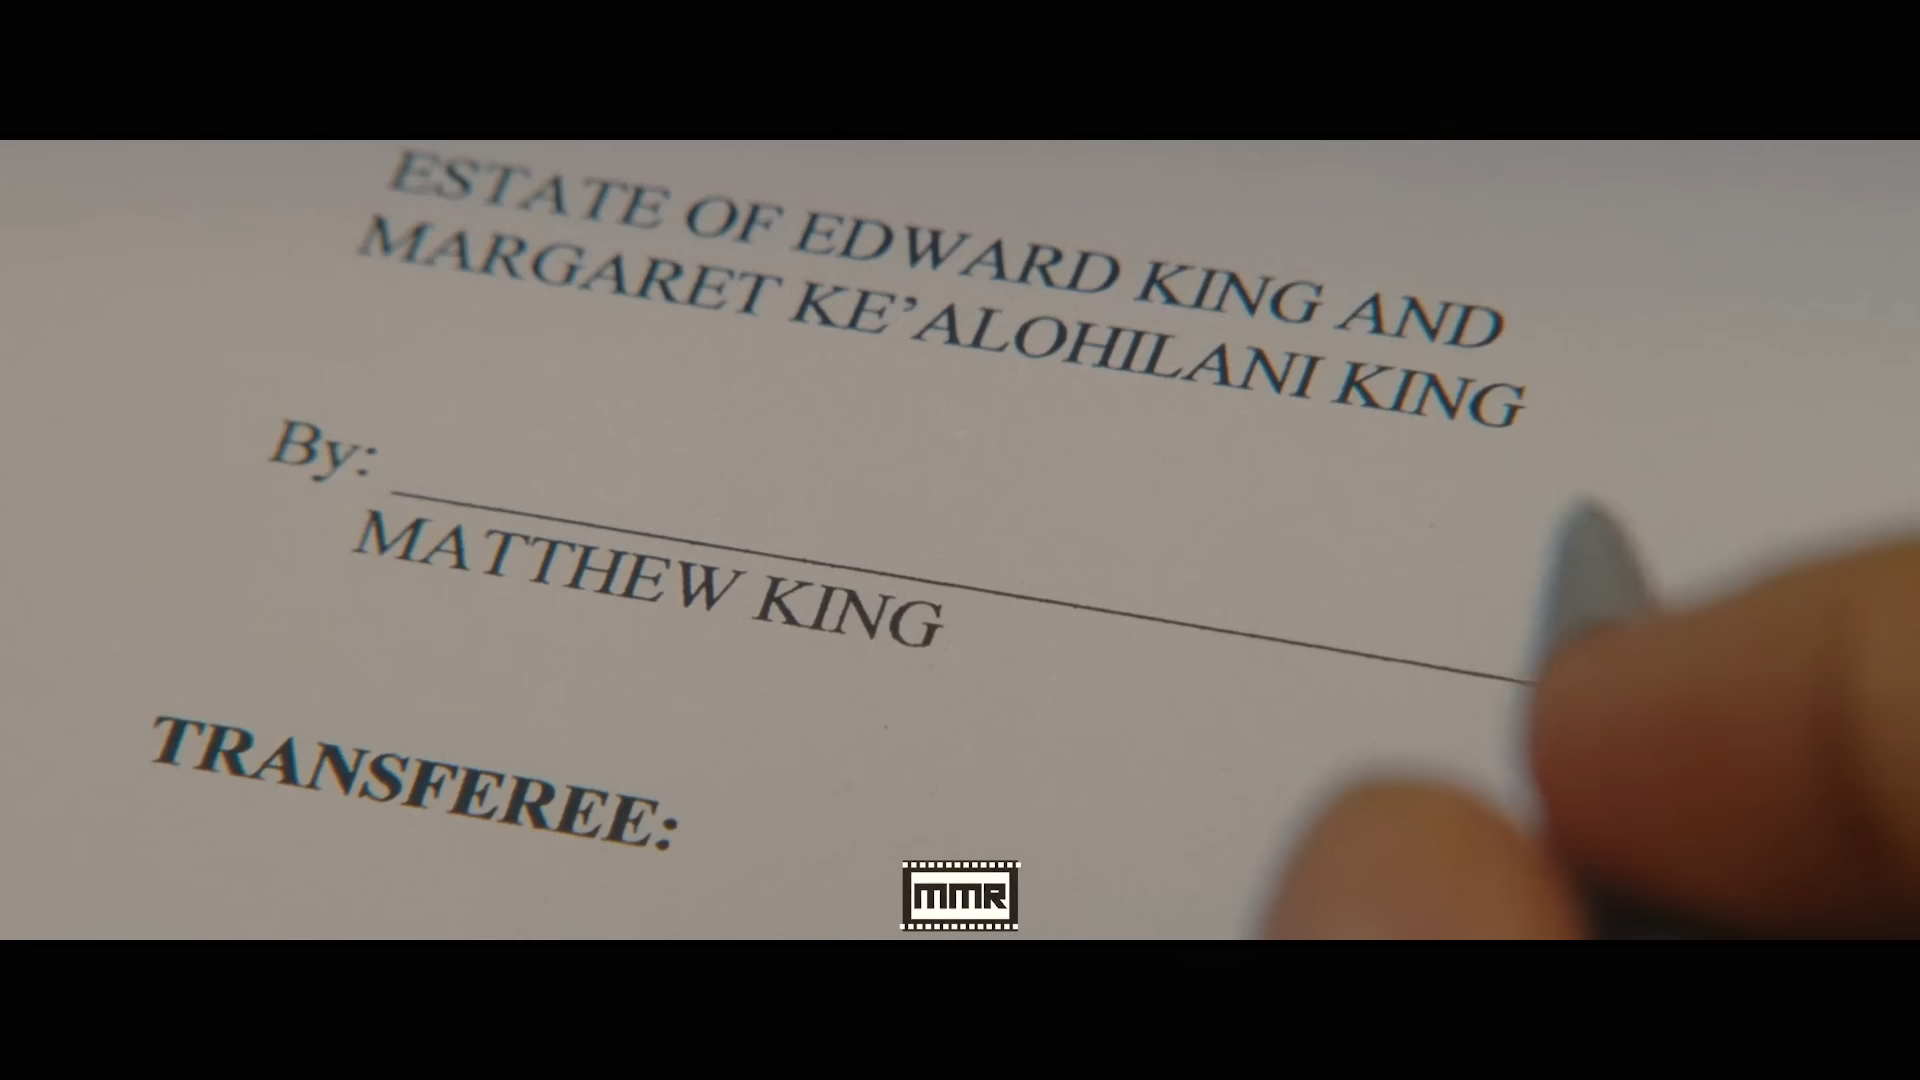 ESTATE OF EDWARD KING AND
MARGARET KE’ALOHILANI KING
By:
MATTHEW KING
TRANSFEREE:
MMR